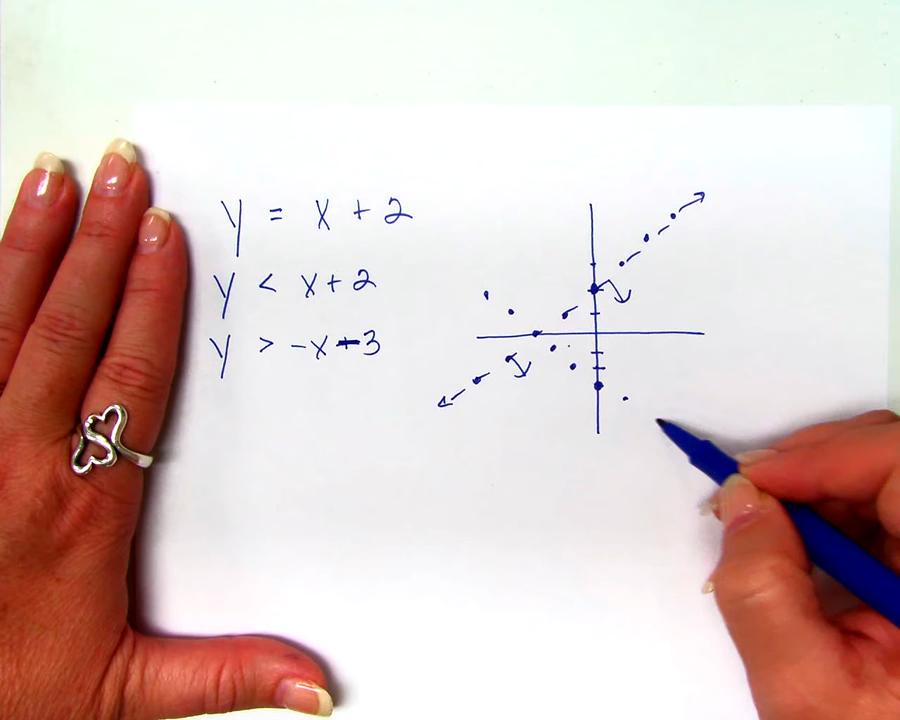 y = x + 2
y < x + 2
y > -x - 3